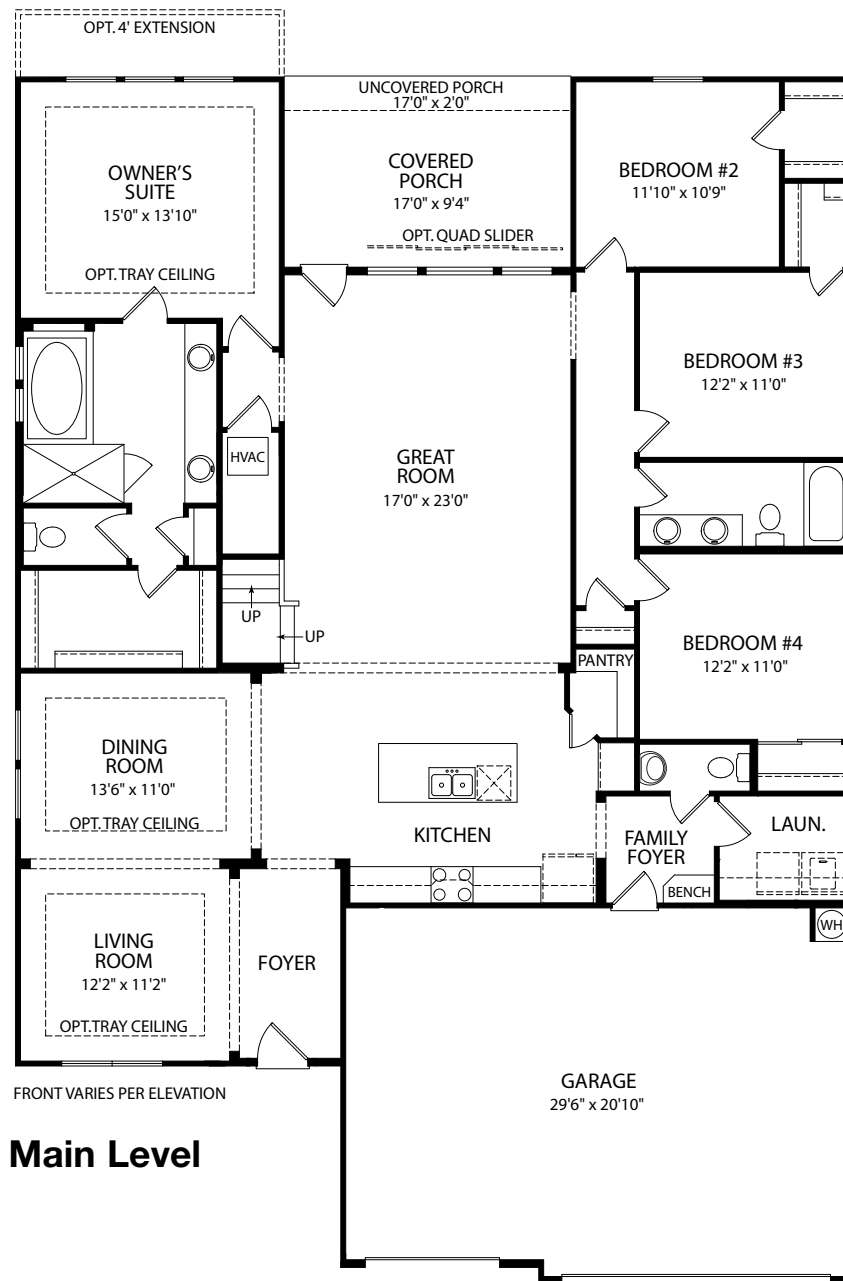 OPT. 4' EXTENSION
UNCOVERED PORCH
17'0" x 2'0"
OWNER'S
SUITE
15'0" x 13'10"
OPT. TRAY CEILING
COVERED
PORCH
17'0" x 9'4"
OPT. QUAD SLIDER
BEDROOM #2
11'10" x 10'9"
BEDROOM #3
12'2" x 11'0"
HVAC
GREAT
ROOM
17'0" x 23'0"
UP
UP
BEDROOM #4
12'2" x 11'0"
PANTRY
DINING
ROOM
13'6" x 11'0"
OPT. TRAY CEILING
KITCHEN
FAMILY
FOYER
BENCH
LAUN.
WH
LIVING
ROOM
12'2" x 11'2"
OPT. TRAY CEILING
FOYER
GARAGE
29'6" x 20'10"
FRONT VARIES PER ELEVATION
Main Level